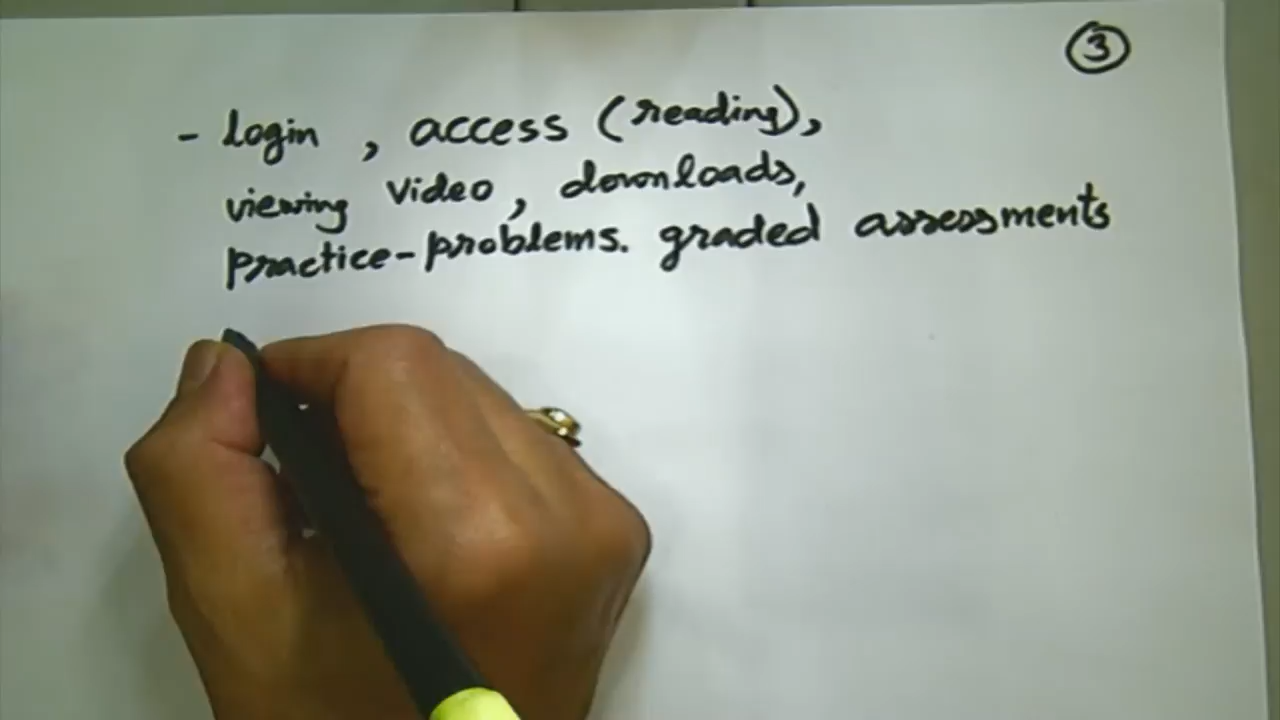 3
- login , access (reading),
viewing video , downloads,
practice-problems. graded assessments